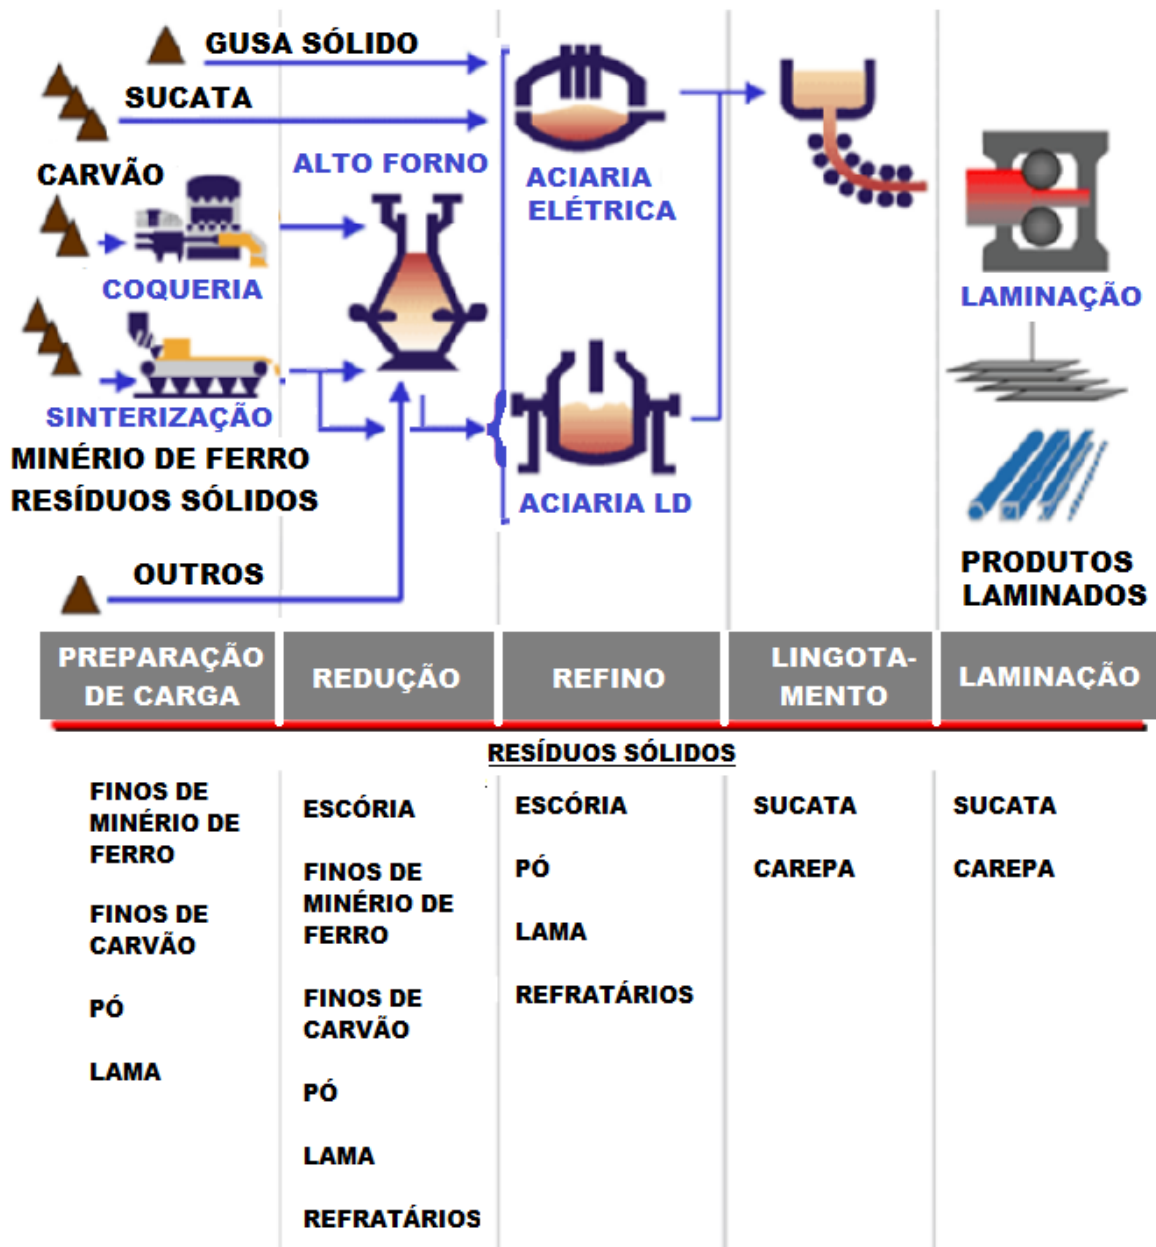 GUSA SÓLIDO
SUCATA
CARVÃO
COQUERIA
SINTERIZAÇÃO
MINÉRIO DE FERRO
RESÍDUOS SÓLIDOS
OUTROS
ALTO FORNO
ACIARIA
ELÉTRICA
ACIARIA LD
LAMINAÇÃO
PRODUTOS
LAMINADOS
PREPARAÇÃO
DE CARGA
REDUÇÃO
REFINO
LINGOTA-
MENTO
LAMINAÇÃO
RESÍDUOS SÓLIDOS
FINOS DE
MINÉRIO DE
FERRO
FINOS DE
CARVÃO
PÓ
LAMA
ESCÓRIA
FINOS DE
MINÉRIO DE
FERRO
FINOS DE
CARVÃO
PÓ
LAMA
REFRATÁRIOS
ESCÓRIA
PÓ
LAMA
REFRATÁRIOS
SUCATA
CAREPA
SUCATA
CAREPA